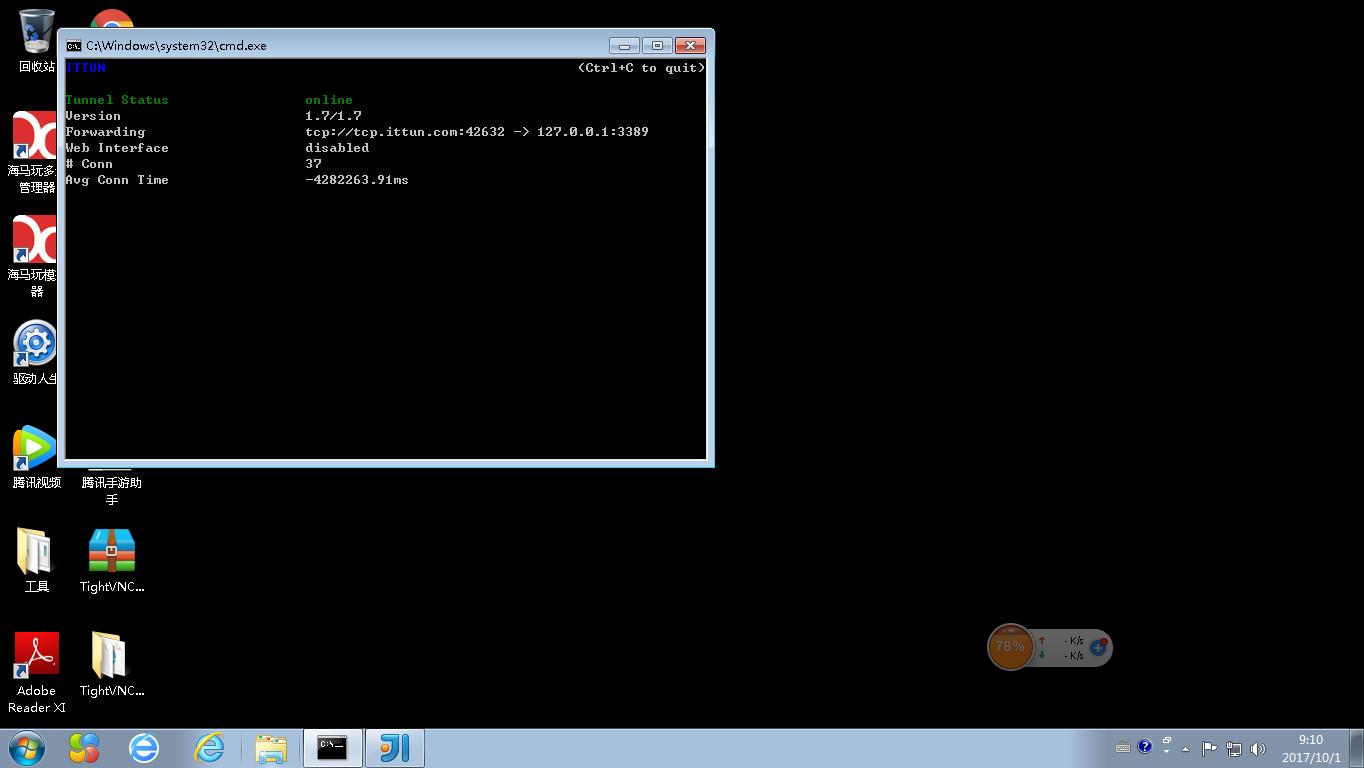 回收站
C:\Windows\system32\cmd.exe
ITTUN (Ctrl+C to quit)
Tunnel Status online
Version 1.7/1.7
Forwarding tcp://tcp.ittun.com:42632 -> 127.0.0.1:3389
Web Interface disabled
# Conn 37
Avg Conn Time -4282263.91ms
海马玩多
管理器
海马玩模
器
驱动人生
腾讯视频
腾讯手游助
手
工具
TightVNC...
Adobe
Reader XI
TightVNC...
78%
- K/s
- K/s
C:\.
9:10
2017/10/1